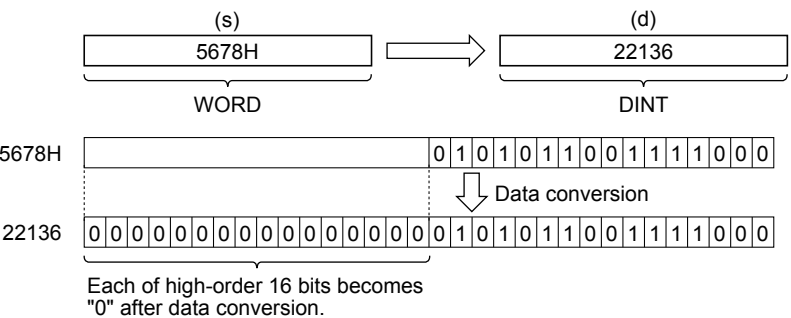 (s) (d)
5678H 22136
WORD DINT
5678H 0 1 0 1 0 1 1 0 0 1 1 1 1 0 0 0
Data conversion
22136 0 0 0 0 0 0 0 0 0 0 0 0 0 0 0 0 0 1 0 1 0 1 1 0 0 1 1 1 1 0 0 0
Each of high-order 16 bits becomes
"0" after data conversion.